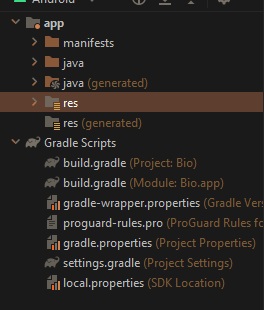 Android
app
manifests
java
java (generated)
res
res (generated)
Gradle Scripts
build.gradle (Project: Bio)
build.gradle (Module: Bio.app)
gradle-wrapper.properties (Gradle Ver
proguard-rules.pro (ProGuard Rules fo
gradle.properties (Project Properties)
settings.gradle (Project Settings)
local.properties (SDK Location)